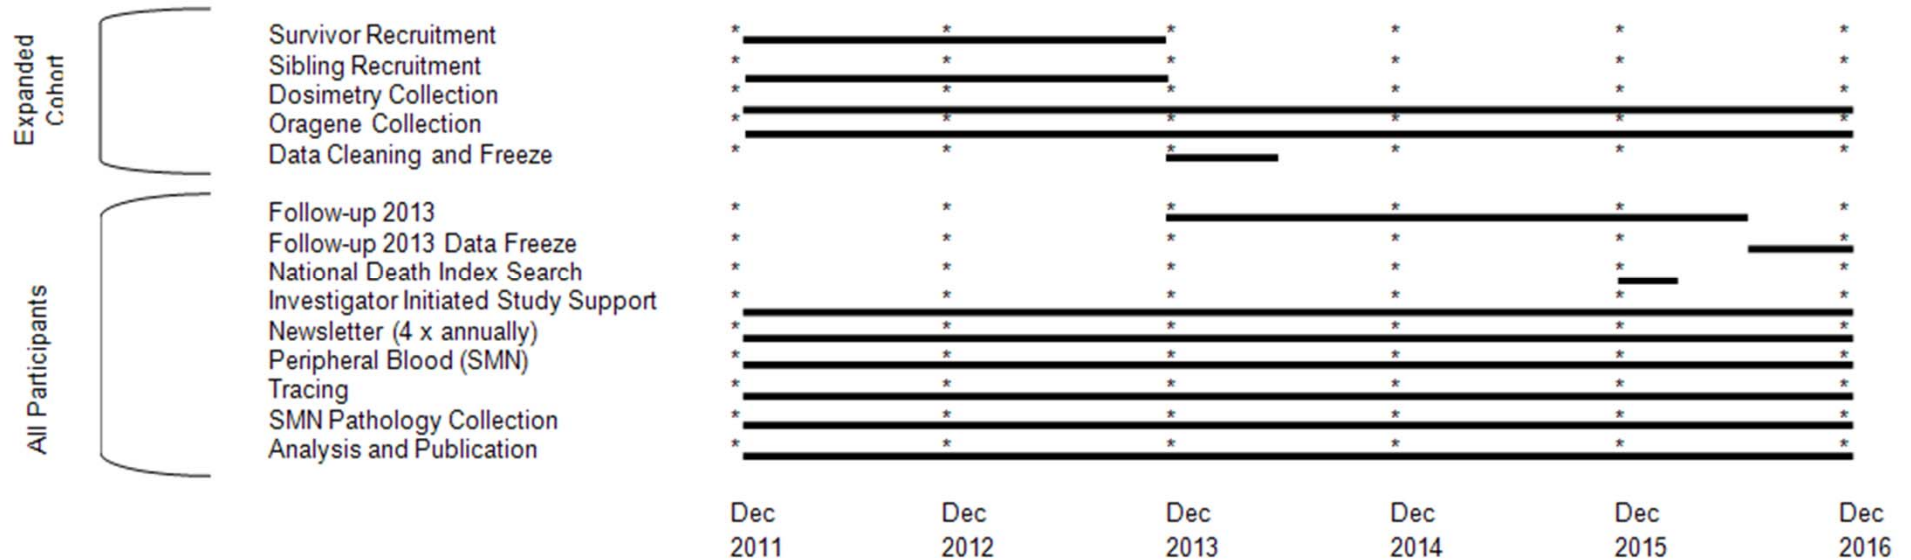 Expanded
Cohort
Survivor Recruitment * * * * * *
Sibling Recruitment * * * * * *
Dosimetry Collection * * * * * *
Oragene Collection * * * * * *
Data Cleaning and Freeze * * * * * *
All Participants
Follow-up 2013 * * * * * *
Follow-up 2013 Data Freeze * * * * * *
National Death Index Search * * * * * *
Investigator Initiated Study Support * * * * * *
Newsletter (4 x annually) * * * * * *
Peripheral Blood (SMN) * * * * * *
Tracing * * * * * *
SMN Pathology Collection * * * * * *
Analysis and Publication * * * * * *
Dec Dec Dec Dec Dec Dec
2011 2012 2013 2014 2015 2016